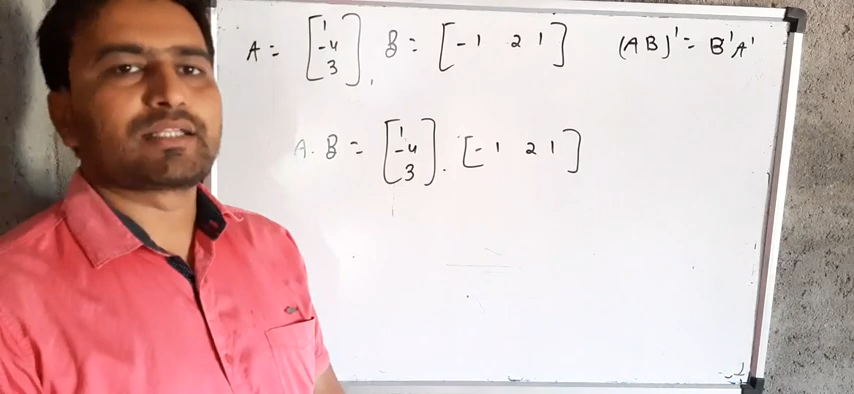 A = [1 -4 3], B = [-1 2 1] (AB)' = B'A'
A.B = [1 -4 3] . [-1 2 1]